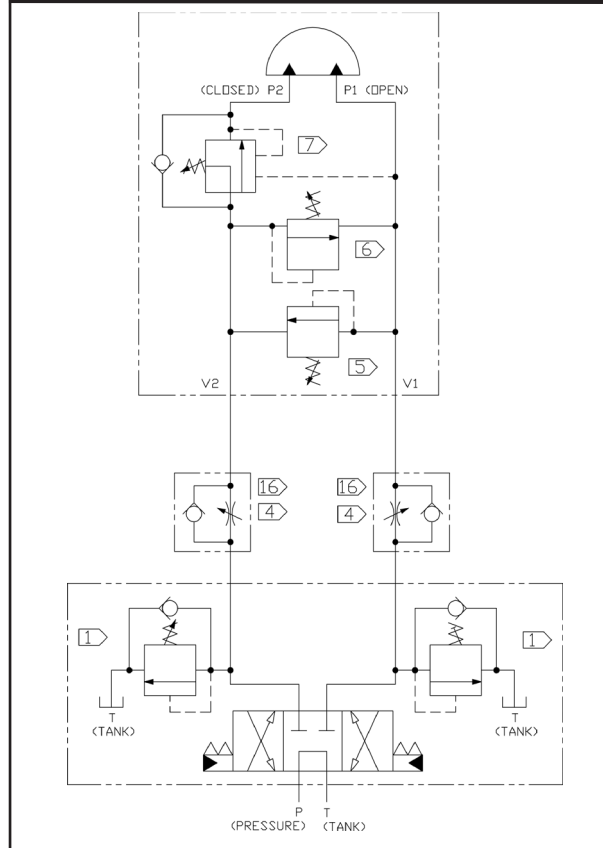 (CLOSED) P2 P1 (OPEN)
7
6
5
V2 V1
16 16
4 4
1 1
T T
(TANK) (TANK)
P T
(PRESSURE) (TANK)